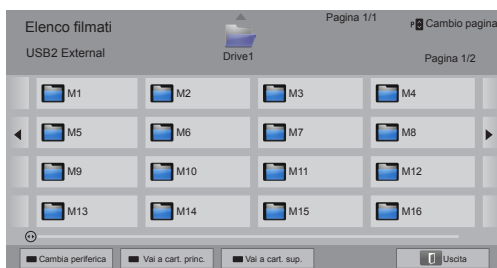 Elenco filmati
Pagina 1/1
P Cambio pagina
USB2 External
Drive1
Pagina 1/2
M1
M2
M3
M4
M5
M6
M7
M8
M9
M10
M11
M12
M13
M14
M15
M16
Cambia periferica
Vai a cart. princ.
Vai a cart. sup.
Uscita